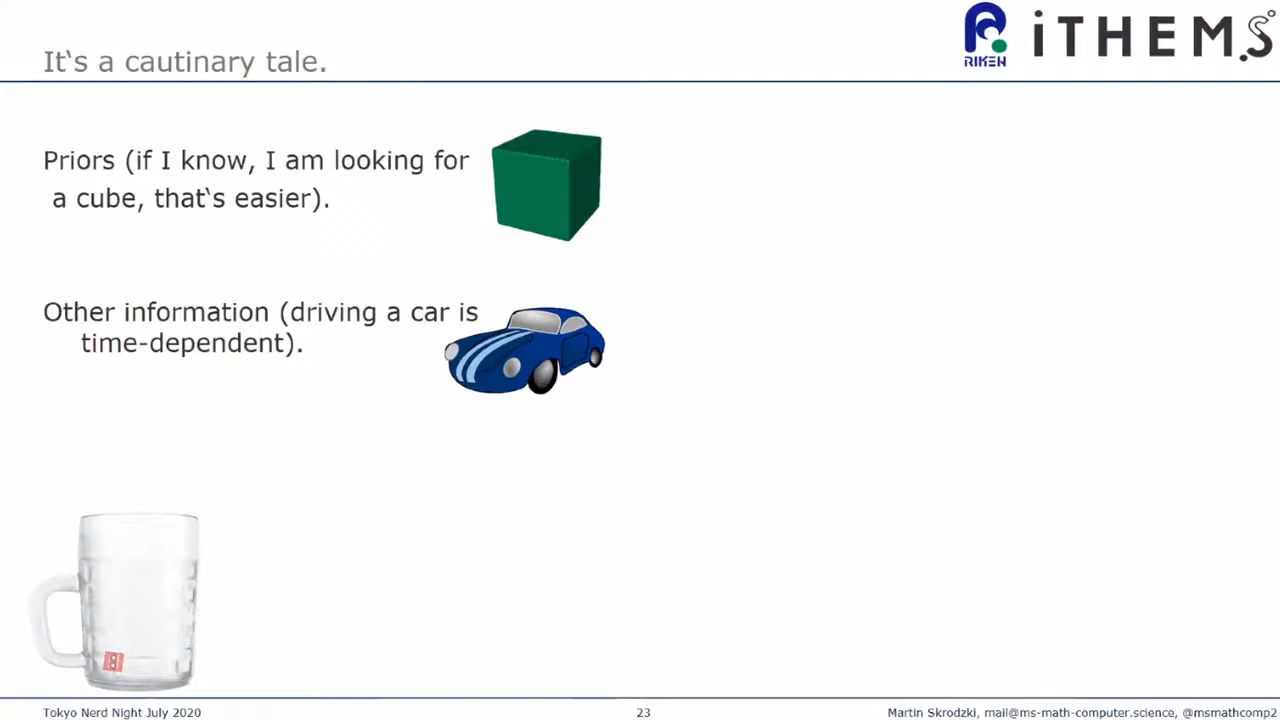 It‘s a cautinary tale.
RIKEN
iTHEMS
Priors (if I know, I am looking for
a cube, that‘s easier).
Other information (driving a car is
time-dependent).
Tokyo Nerd Night July 2020
23
Martin Skrodzki, mail@ms-math-computer.science, @msmathcomp2